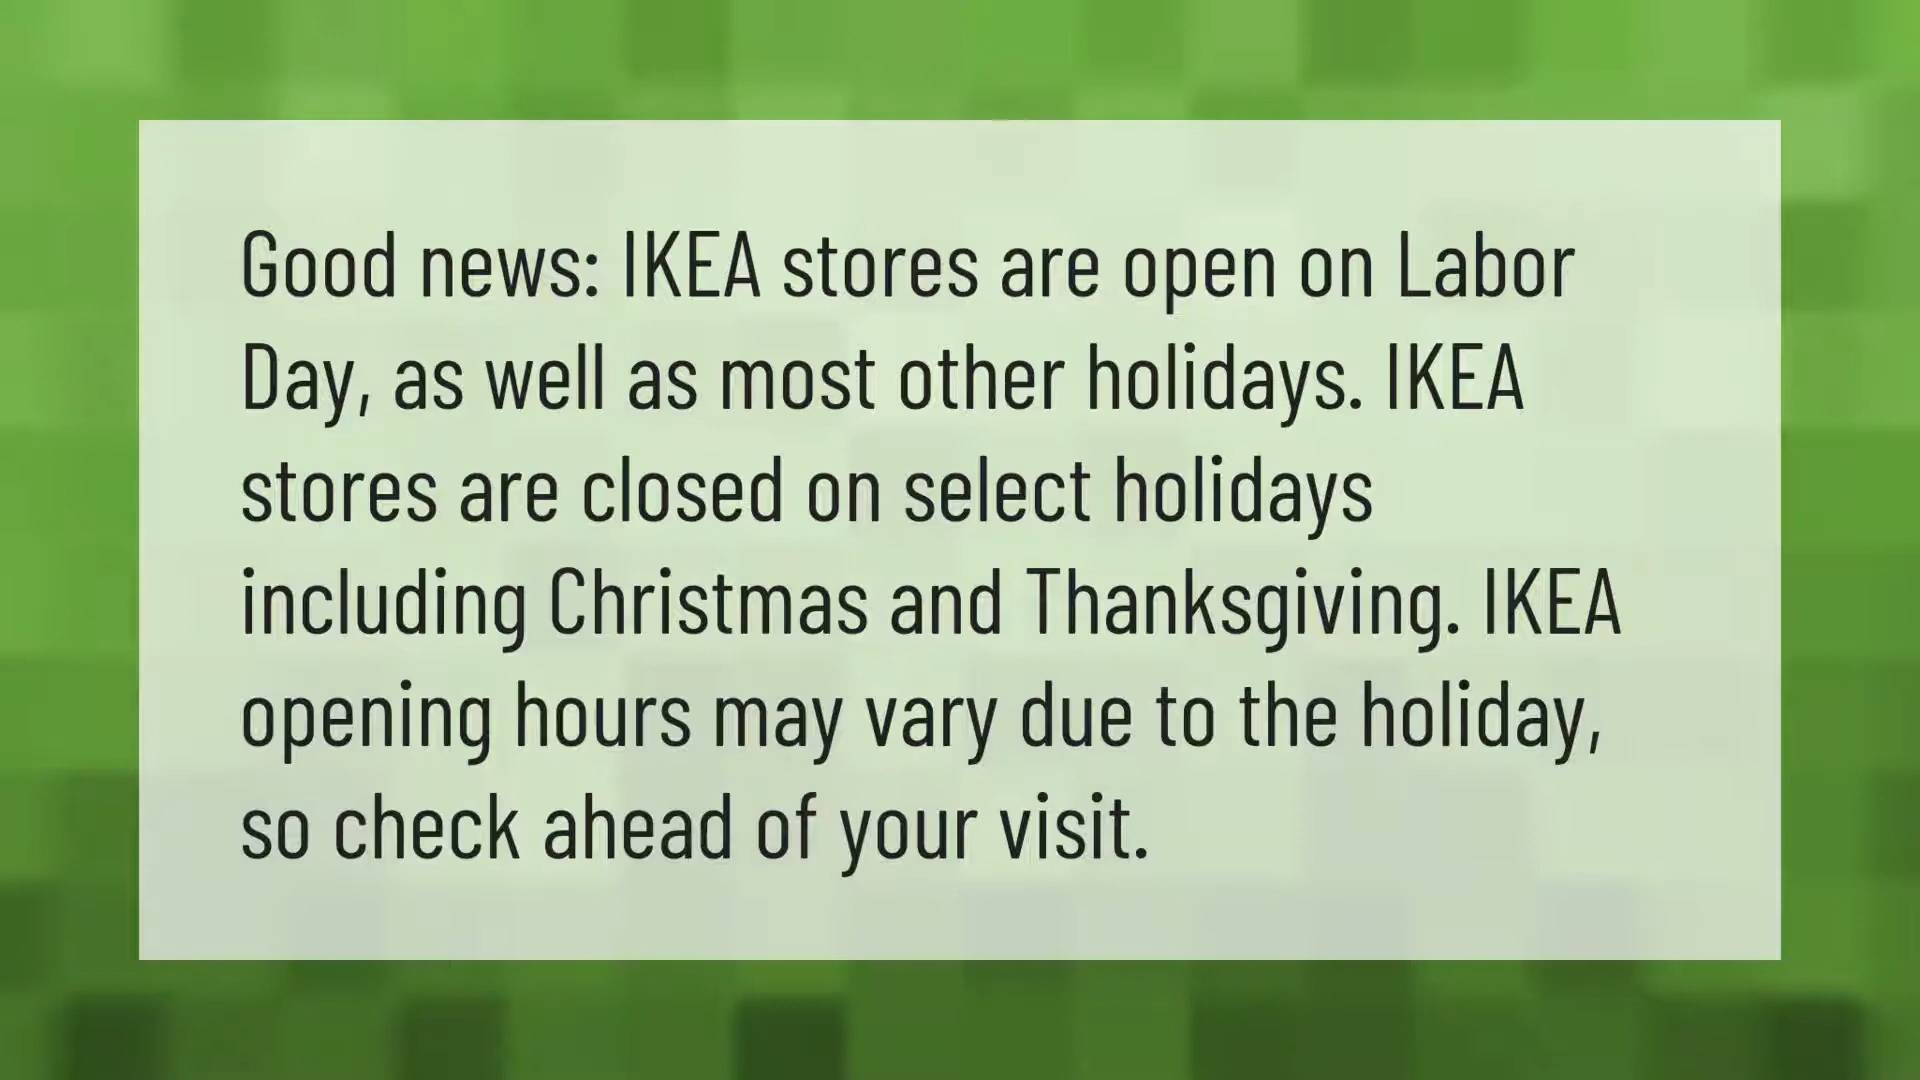 Good news: IKEA stores are open on Labor
Day, as well as most other holidays. IKEA
stores are closed on select holidays
including Christmas and Thanksgiving. IKEA
opening hours may vary due to the holiday,
so check ahead of your visit.